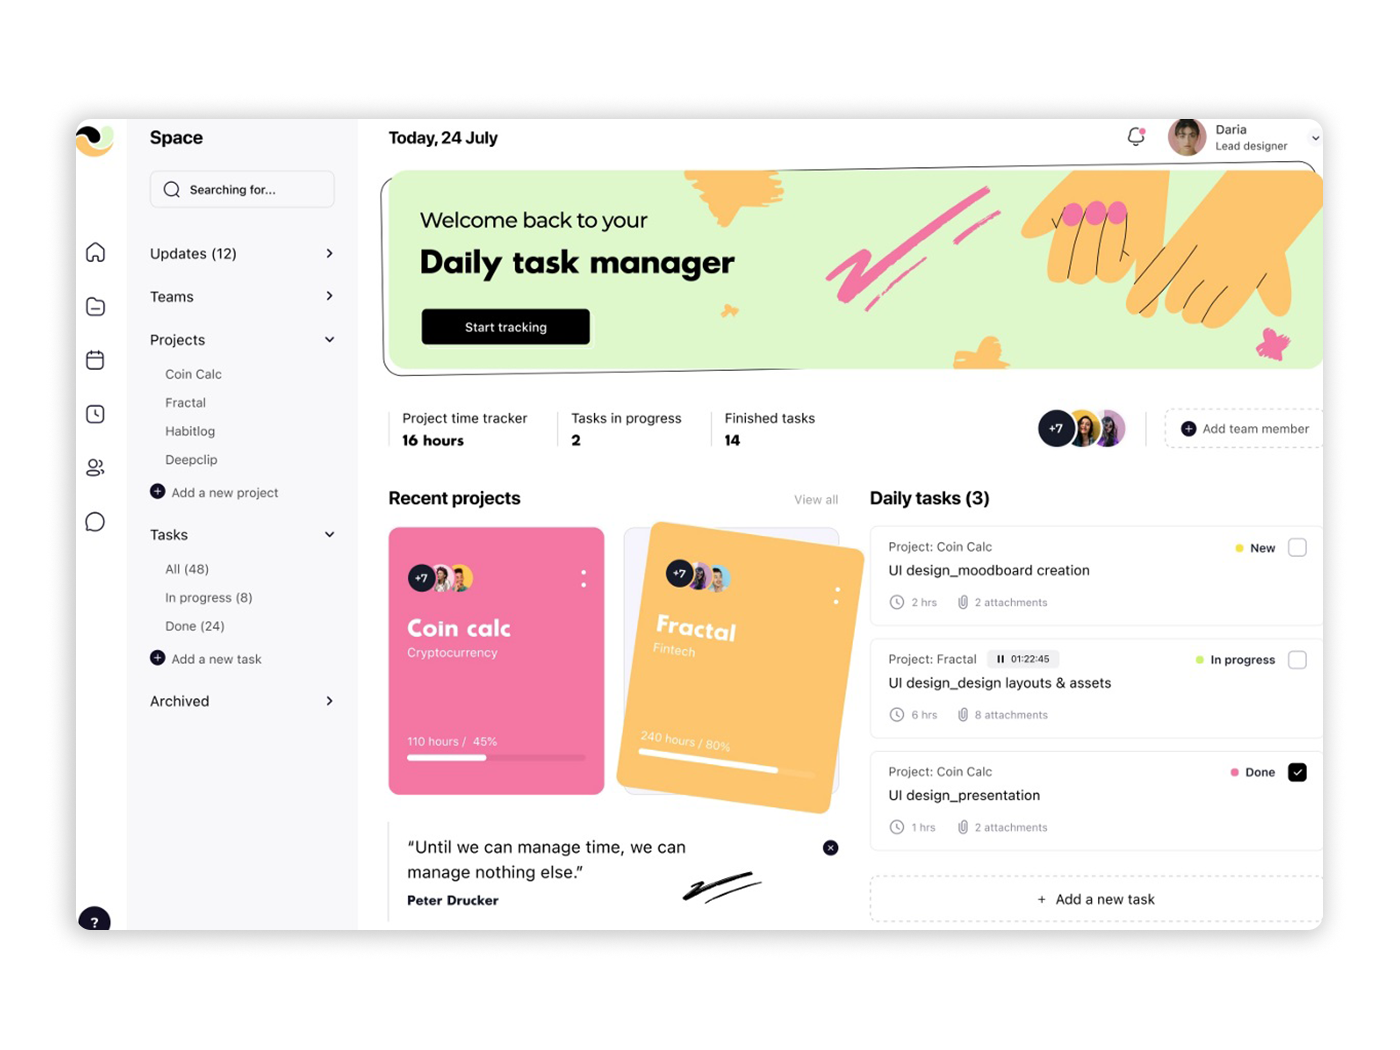 Space
Searching for...
Updates (12)
Teams
Projects
Coin Calc
Fractal
Habitlog
Deepclip
Add a new project
Tasks
All (48)
In progress (8)
Done (24)
Add a new task
Archived
?
Today, 24 July
Daria
Lead designer
Welcome back to your
Daily task manager
Start tracking
Project time tracker
16 hours
Tasks in progress
2
Finished tasks
14
+7
Add team member
Recent projects
View all
+7
Coin calc
Cryptocurrency
110 hours / 45%
+7
Fractal
Fintech
240 hours / 80%
“Until we can manage time, we can
manage nothing else.”
Peter Drucker
Daily tasks (3)
Project: Coin Calc
New
UI design_moodboard creation
2 hrs
2 attachments
Project: Fractal
01:22:45
In progress
UI design_design layouts & assets
6 hrs
8 attachments
Project: Coin Calc
Done
UI design_presentation
1 hrs
2 attachments
+ Add a new task